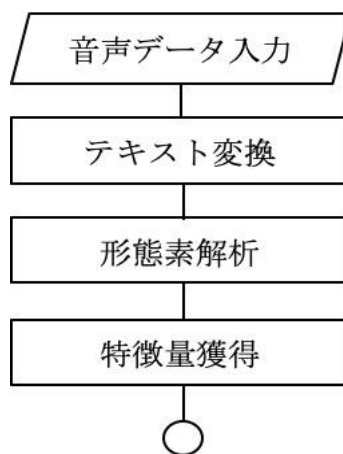 音声データ入力
テキスト変換
形態素解析
特徴量獲得